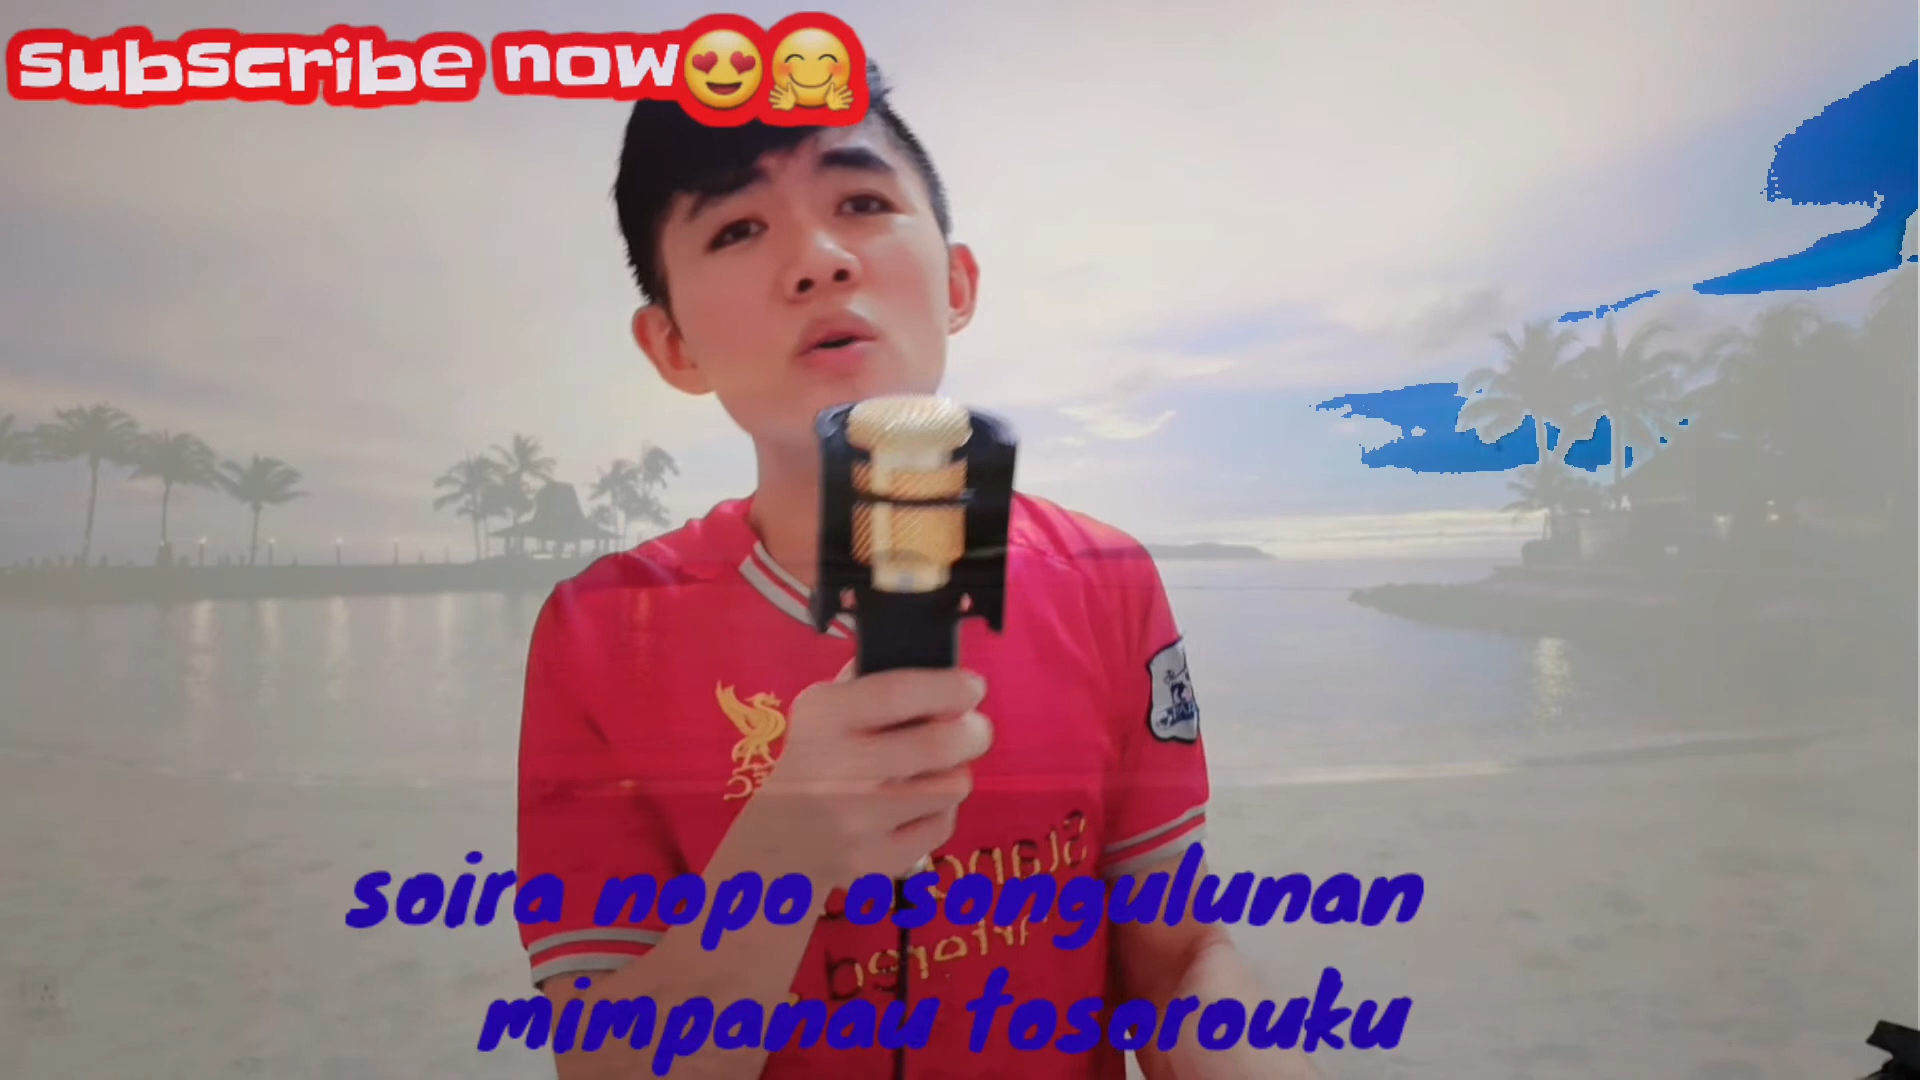 Subscribe now😍🤗
soira nopo osongulunan
mimpanau tosorouku